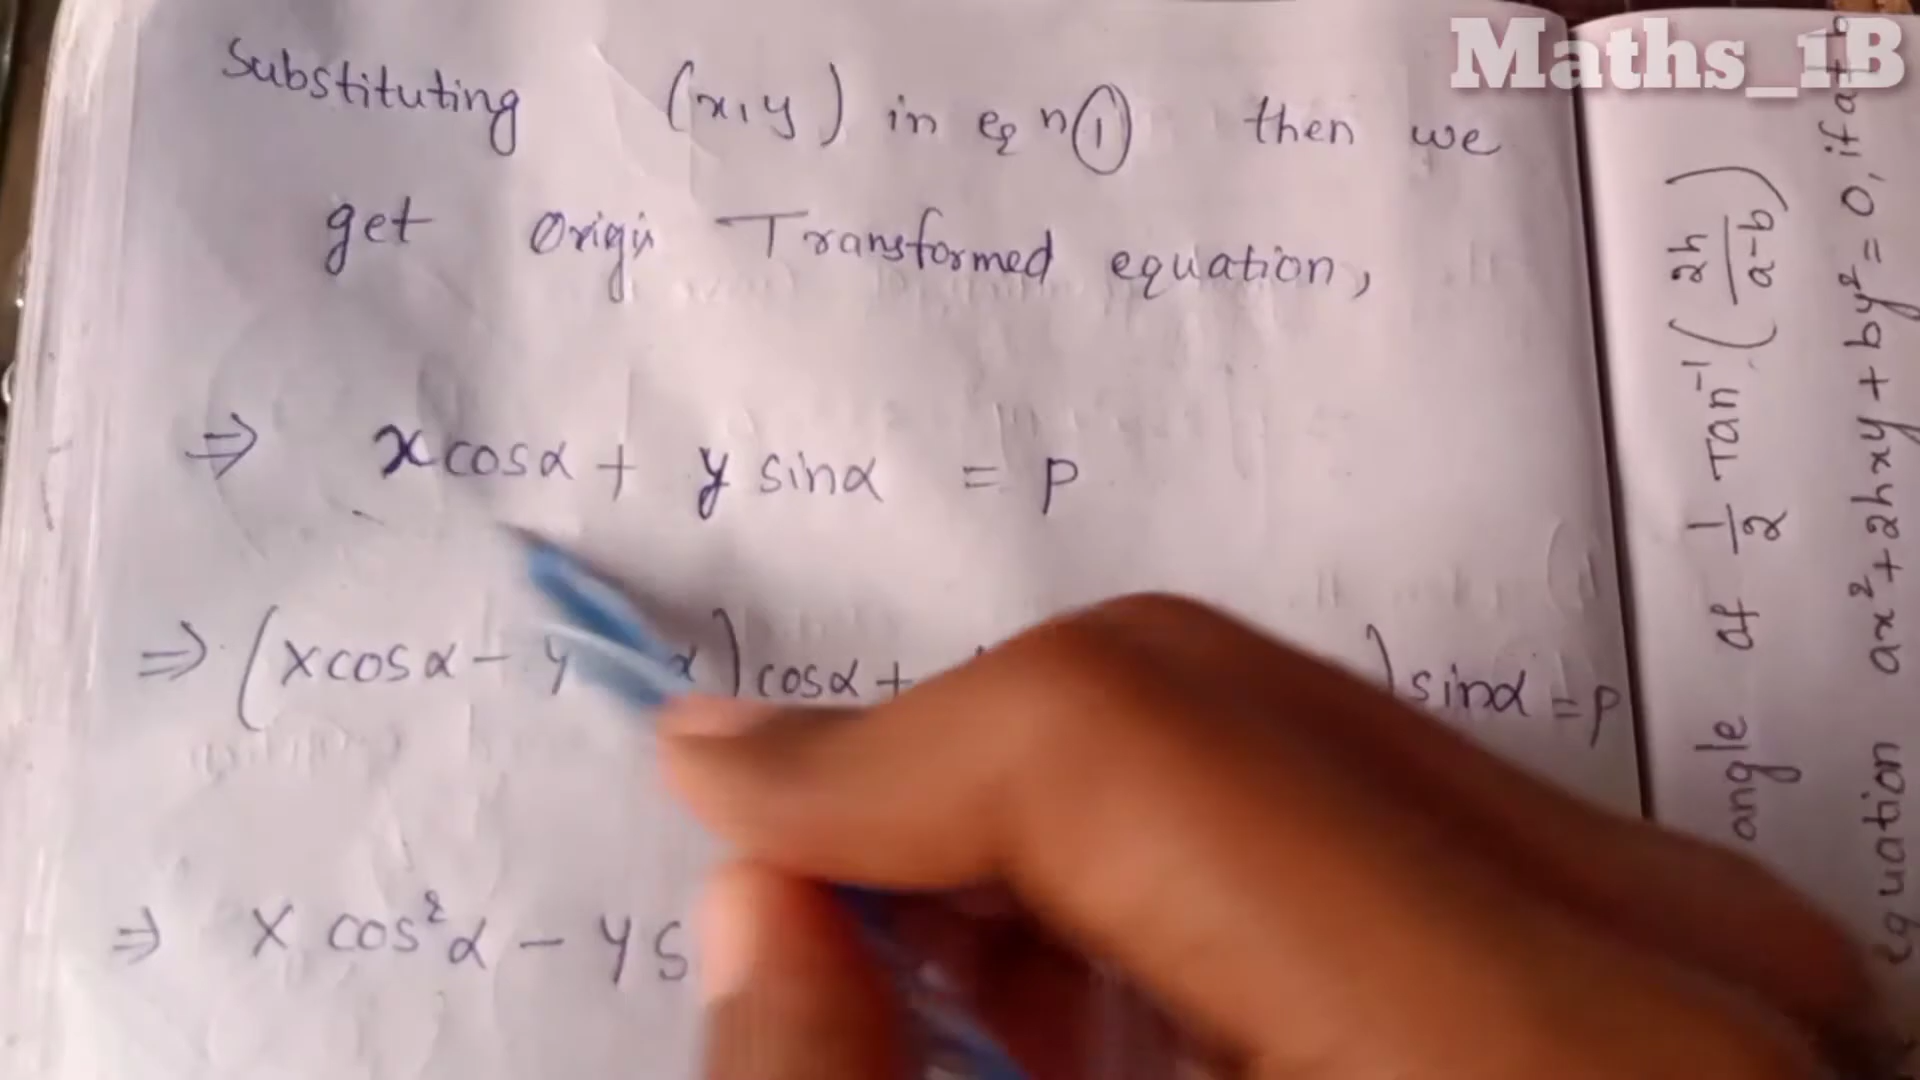 Maths_1B
Substituting (x,y) in eqn ① then we
get Origin Transformed equation,
⇒ x cosα + y sinα = p
⇒ (x cosα - y α) cosα + ) sinα = p
⇒ X cos²α - YS
angle of 1/2 Tan⁻¹ (2h/a-b)
equation ax² + 2hxy + by² = 0, if a